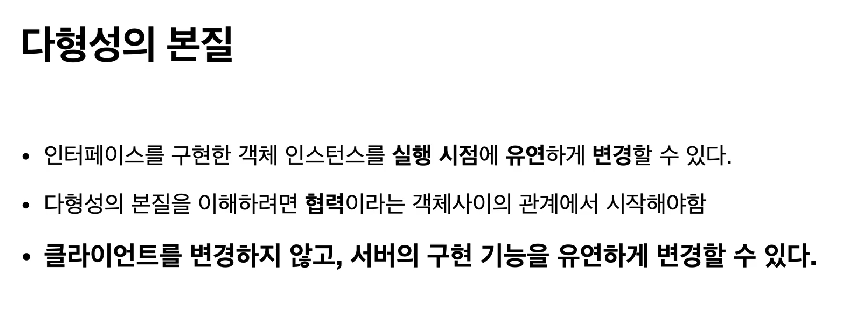 다형성의 본질
• 인터페이스를 구현한 객체 인스턴스를 실행 시점에 유연하게 변경할 수 있다.
• 다형성의 본질을 이해하려면 협력이라는 객체사이의 관계에서 시작해야함
• 클라이언트를 변경하지 않고, 서버의 구현 기능을 유연하게 변경할 수 있다.